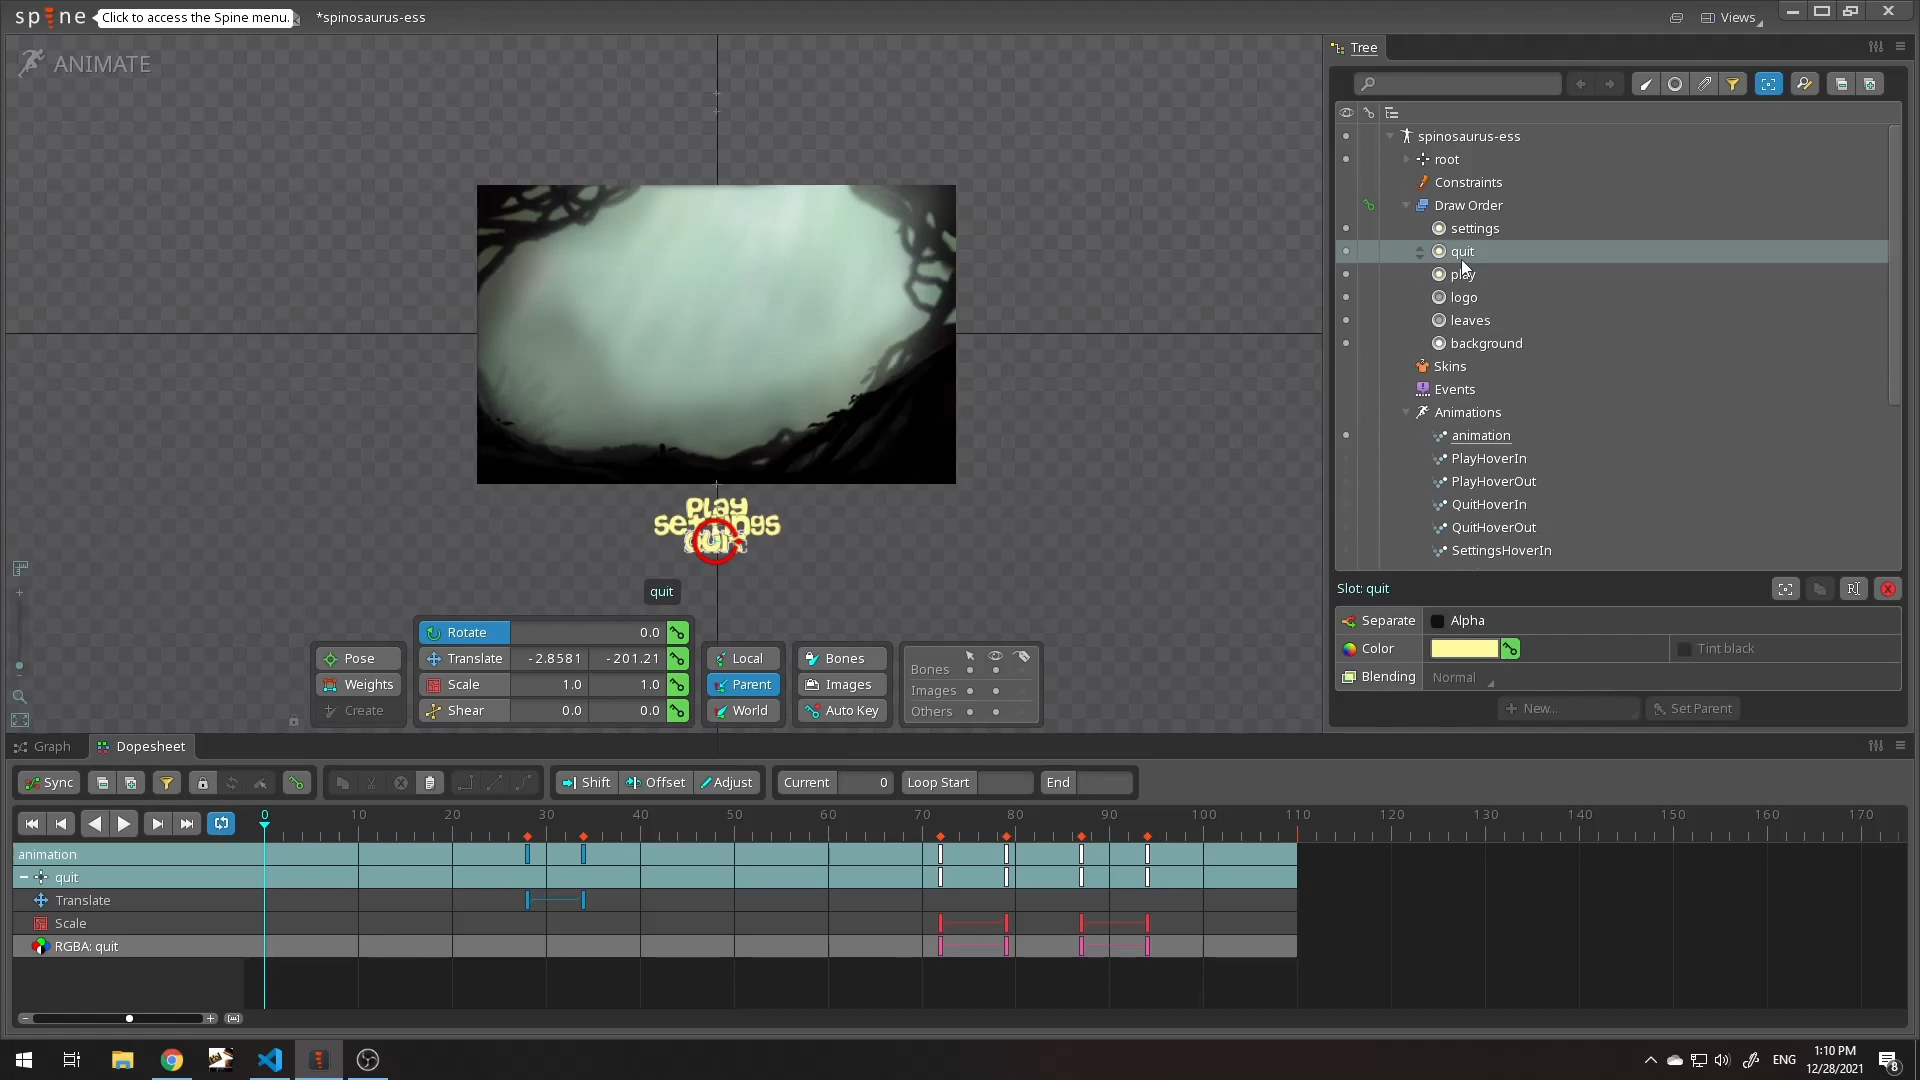 spine
Click to access the Spine menu.
*spinosaurus-ess
Views
ANIMATE
Tree
spinosaurus-ess
root
Constraints
Draw Order
settings
quit
play
logo
leaves
background
Skins
Events
Animations
animation
PlayHoverIn
PlayHoverOut
QuitHoverIn
QuitHoverOut
SettingsHoverIn
play
settings
quit
quit
Slot: quit
Separate Alpha
Color Tint black
Blending Normal
New... Set Parent
Pose
Weights
Create
Rotate 0.0
Translate -2.8581 -201.21
Scale 1.0 1.0
Shear 0.0 0.0
Local
Parent
World
Bones
Images
Auto Key
Bones
Images
Others
Graph Dopesheet
Sync Shift Offset Adjust Current 0 Loop Start End
0 10 20 30 40 50 60 70 80 90 100 110 120 130 140 150 160 170
animation
quit
Translate
Scale
RGBA: quit
ENG
1:10 PM
12/28/2021
8